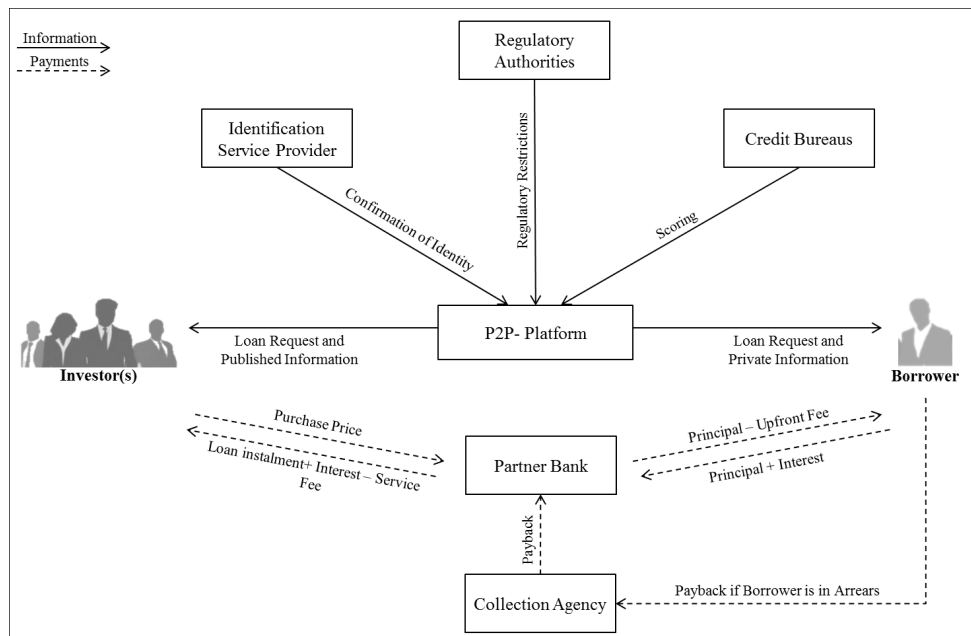 Information
Payments
Regulatory
Authorities
Identification
Service Provider
Credit Bureaus
Confirmation of Identity
Regulatory Restrictions
Scoring
P2P- Platform
Loan Request and
Published Information
Loan Request and
Private Information
Investor(s)
Borrower
Purchase Price
Loan instalment+ Interest – Service
Fee
Partner Bank
Principal – Upfront Fee
Principal + Interest
Payback
Collection Agency
Payback if Borrower is in Arrears